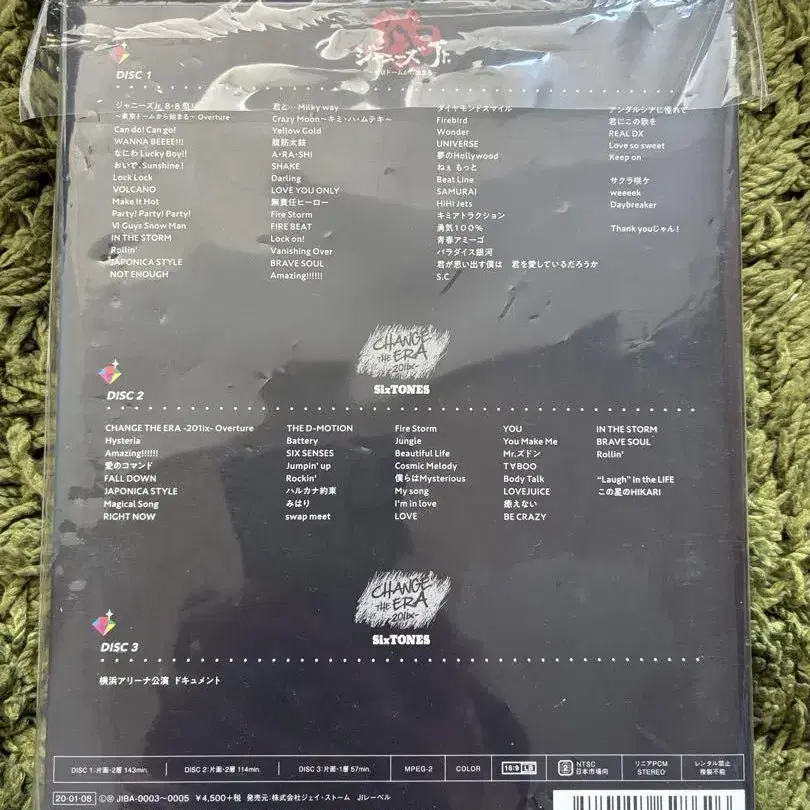 ジャニーズJr.
DISC 1
ジャニーズJr. 8・8祭り
〜東京ドームから始まる〜 Overture
Can do! Can go!
WANNA BEEEE!!!
なにわ Lucky Boy!!
おいで、Sunshine!
Lock Lock
VOLCANO
Make It Hot
Party! Party! Party!
VI Guys Snow Man
IN THE STORM
Rollin'
JAPONICA STYLE
NOT ENOUGH
君と…Milky way
Crazy Moon〜キミ・ハ・ムテキ〜
Yellow Gold
腹筋太鼓
A・RA・SHI
SHAKE
Darling
LOVE YOU ONLY
無責任ヒーロー
Fire Storm
FIRE BEAT
Lock on!
Vanishing Over
BRAVE SOUL
Amazing!!!!!!
ダイヤモンドスマイル
Firebird
Wonder
UNIVERSE
夢のHollywood
ねぇ もっと
Beat Line
SAMURAI
HiHi Jets
キミアトラクション
勇気100%
青春アミーゴ
パラダイス銀河
君が思い出す僕は 君を愛しているだろうか
S.C
アンダルシアに憧れて
君にこの歌を
REAL DX
Love so sweet
Keep on
サクラ咲ケ
weeeek
Daybreaker
Thank youじゃん!
CHANGE
THE ERA
-201ix-
SixTONES
DISC 2
CHANGE THE ERA -201ix- Overture
Hysteria
Amazing!!!!!!
愛のコマンド
FALL DOWN
JAPONICA STYLE
Magical Song
RIGHT NOW
THE D-MOTION
Battery
SIX SENSES
Jumpin' up
Rockin'
ハルカナ約束
みはり
swap meet
Fire Storm
Jungle
Beautiful Life
Cosmic Melody
僕らはMysterious
My song
I'm in love
LOVE
YOU
You Make Me
Mr.ズドン
T∀BOO
Body Talk
LOVEJUICE
癒えない
BE CRAZY
IN THE STORM
BRAVE SOUL
Rollin'
"Laugh" In the LIFE
この星のHIKARI
CHANGE
THE ERA
-201ix-
SixTONES
DISC 3
横浜アリーナ公演 ドキュメント
DISC 1:片面・2層 143min.
DISC 2:片面・2層 114min.
DISC 3:片面・1層 57min.
MPEG-2
COLOR
16:9 LB
2 NTSC
日本市場向
リニアPCM
STEREO
レンタル禁止
複製不能
20・01・08 Ⓒ Ⓧ JIBA-0003〜0005 ¥4,500+税 発売元:株式会社ジェイ・ストーム Jレーベル